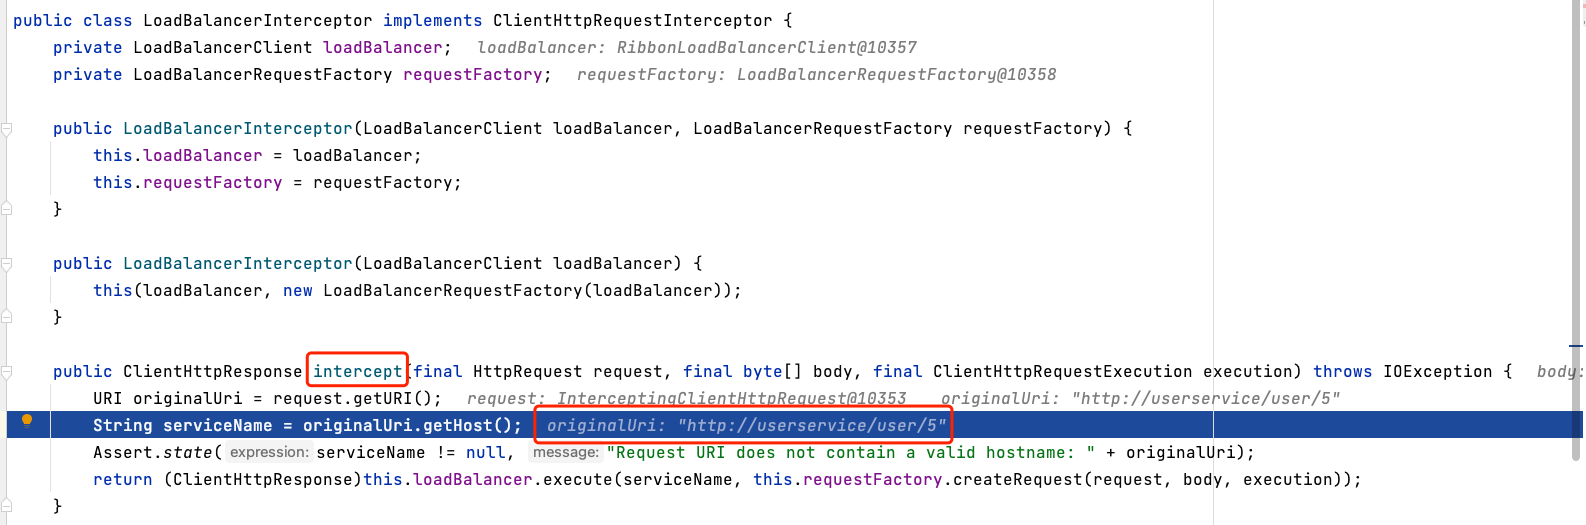 public class LoadBalancerInterceptor implements ClientHttpRequestInterceptor {
private LoadBalancerClient loadBalancer; loadBalancer: RibbonLoadBalancerClient@10357
private LoadBalancerRequestFactory requestFactory; requestFactory: LoadBalancerRequestFactory@10358
public LoadBalancerInterceptor(LoadBalancerClient loadBalancer, LoadBalancerRequestFactory requestFactory) {
this.loadBalancer = loadBalancer;
this.requestFactory = requestFactory;
}
public LoadBalancerInterceptor(LoadBalancerClient loadBalancer) {
this(loadBalancer, new LoadBalancerRequestFactory(loadBalancer));
}
public ClientHttpResponse intercept(final HttpRequest request, final byte[] body, final ClientHttpRequestExecution execution) throws IOException { body:
URI originalUri = request.getURI(); request: InterceptingClientHttpRequest@10353 originalUri: "http://userservice/user/5"
String serviceName = originalUri.getHost(); originalUri: "http://userservice/user/5"
Assert.state( expression: serviceName != null, message: "Request URI does not contain a valid hostname: " + originalUri);
return (ClientHttpResponse)this.loadBalancer.execute(serviceName, this.requestFactory.createRequest(request, body, execution));
}